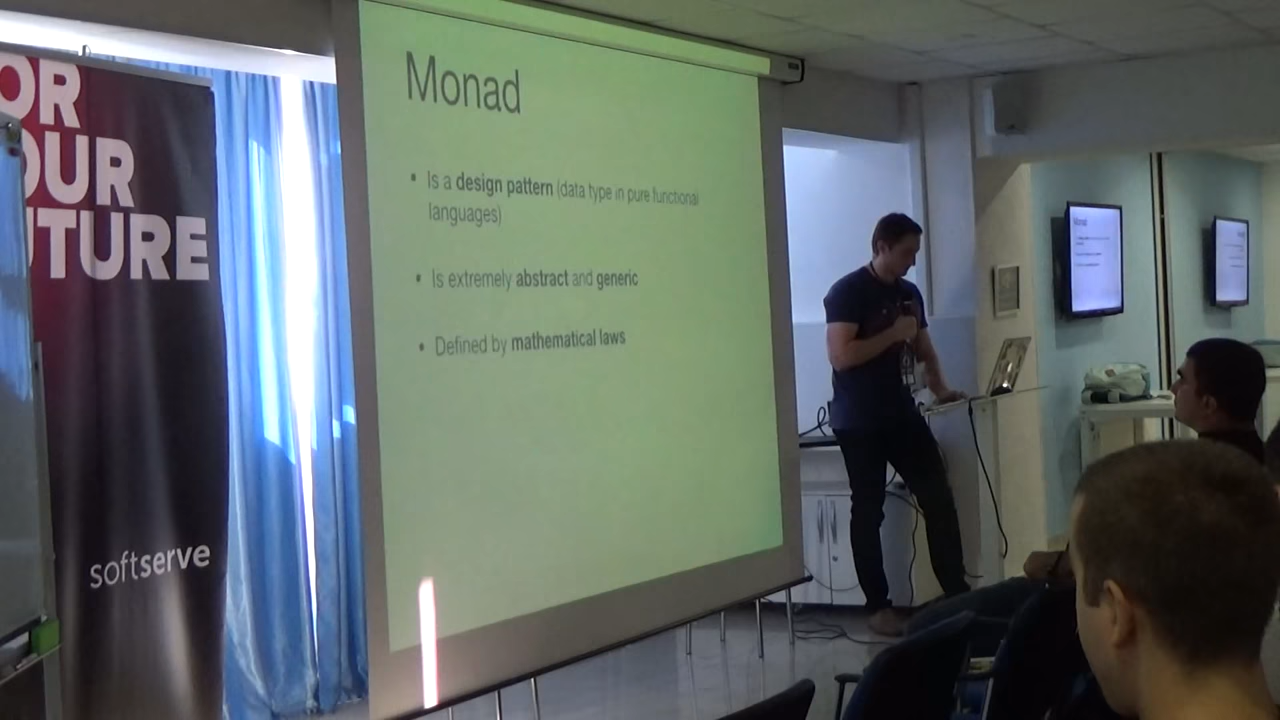 OR
OUR
UTURE
softserve
Monad
• Is a design pattern (data type in pure functional
languages)
• Is extremely abstract and generic
• Defined by mathematical laws
Monad